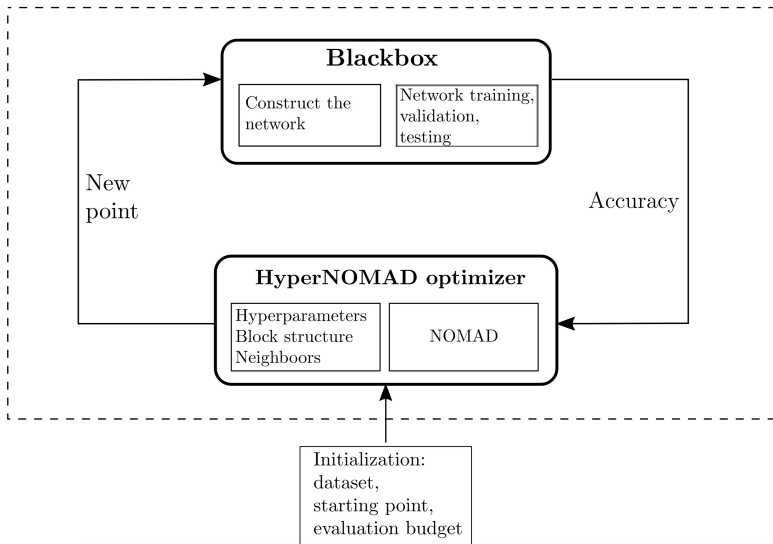 Blackbox
Construct the
network
Network training,
validation,
testing
New
point
Accuracy
HyperNOMAD optimizer
Hyperparameters
Block structure
Neighboors
NOMAD
Initialization:
dataset,
starting point,
evaluation budget